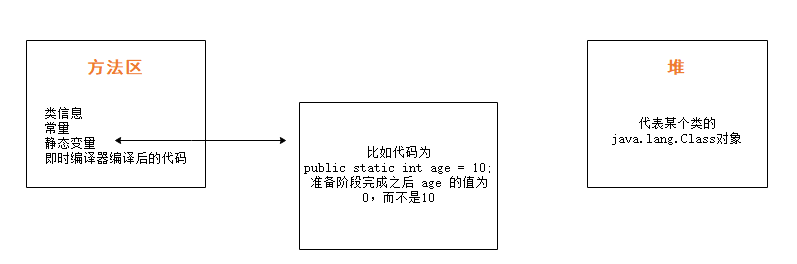 方法区
类信息
常量
静态变量
即时编译器编译后的代码
比如代码为
public static int age = 10;
准备阶段完成之后 age 的值为
0，而不是10
堆
代表某个类的
java.lang.Class对象